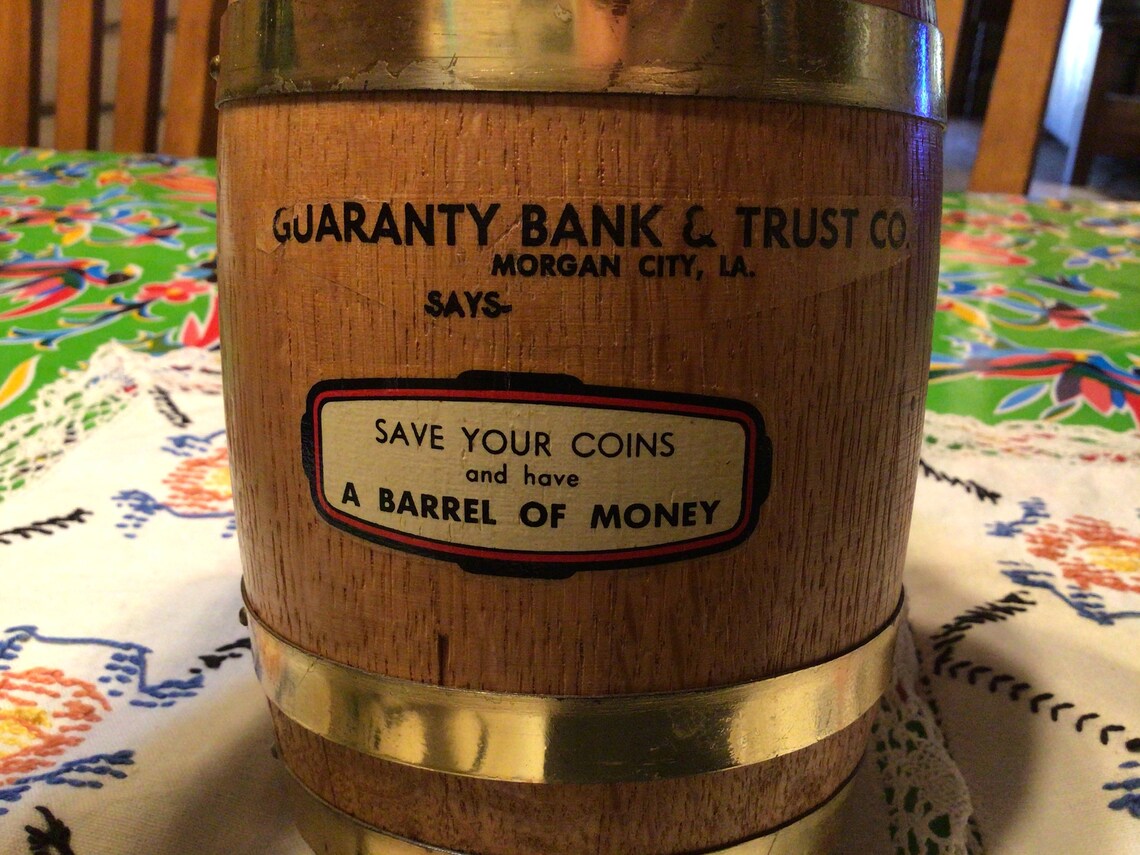 GUARANTY BANK & TRUST CO.
MORGAN CITY, LA.
SAYS-
SAVE YOUR COINS
and have
A BARREL OF MONEY